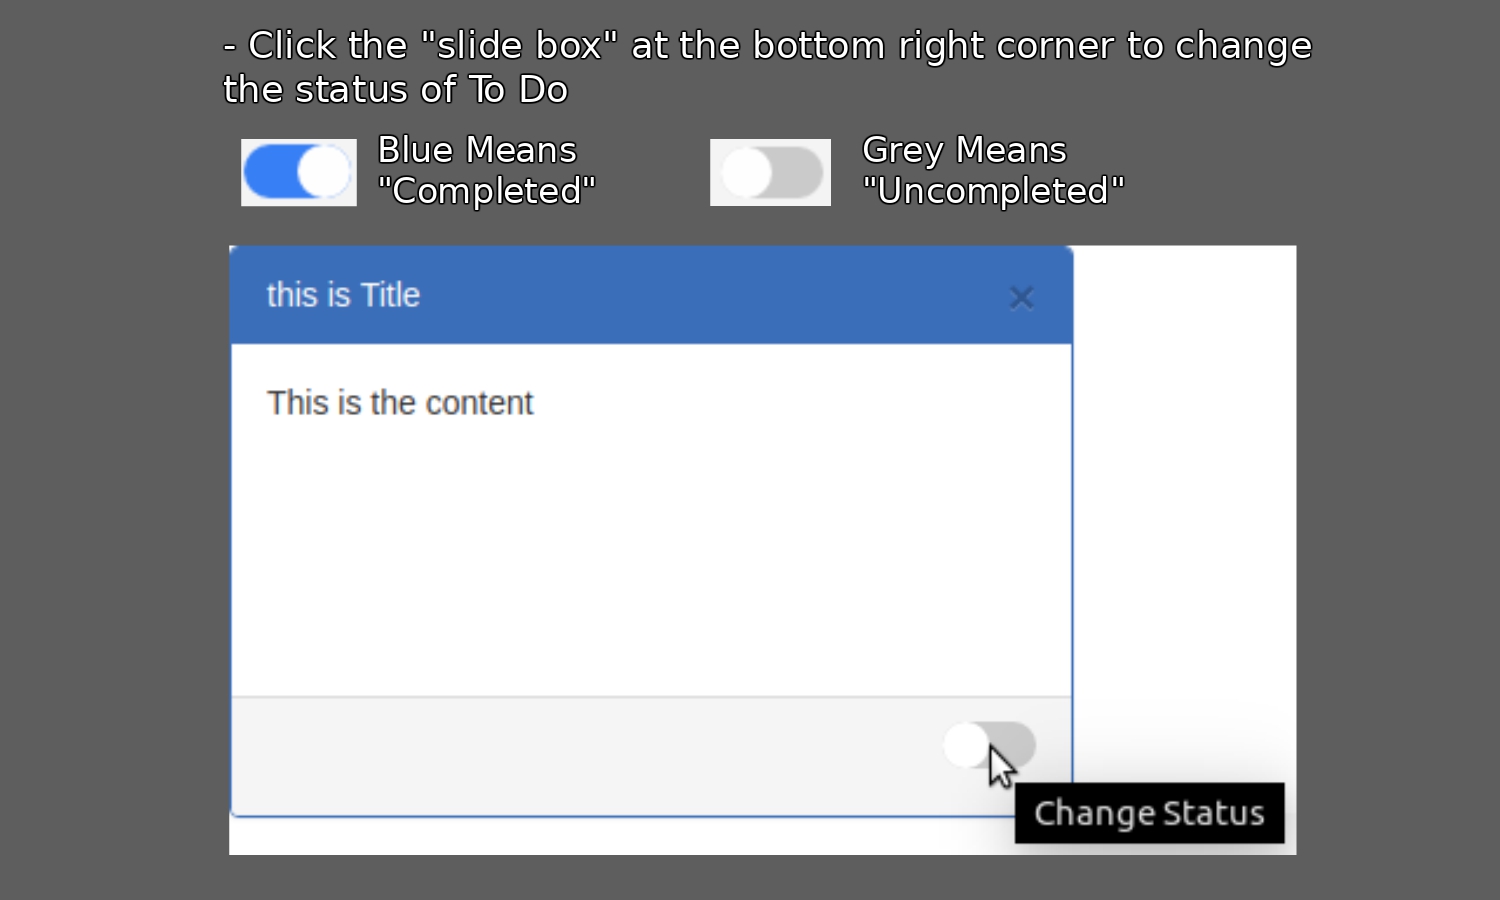 - Click the "slide box" at the bottom right corner to change
the status of To Do
Blue Means
"Completed"
Grey Means
"Uncompleted"
this is Title
×
This is the content
Change Status